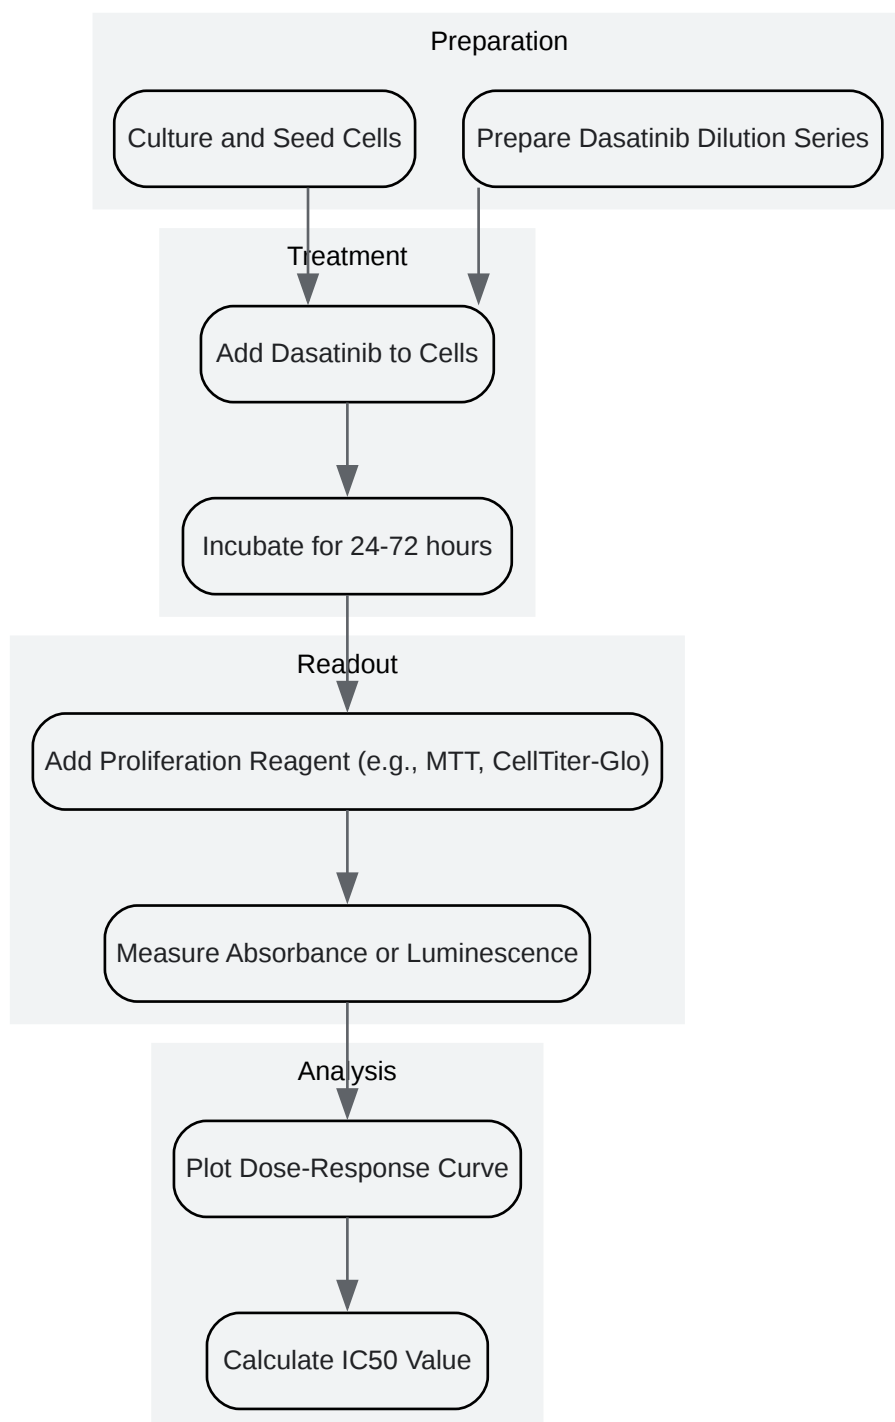 Preparation
Culture and Seed Cells
Prepare Dasatinib Dilution Series
Treatment
Add Dasatinib to Cells
Incubate for 24-72 hours
Readout
Add Proliferation Reagent (e.g., MTT, CellTiter-Glo)
Measure Absorbance or Luminescence
Analysis
Plot Dose-Response Curve
Calculate IC50 Value